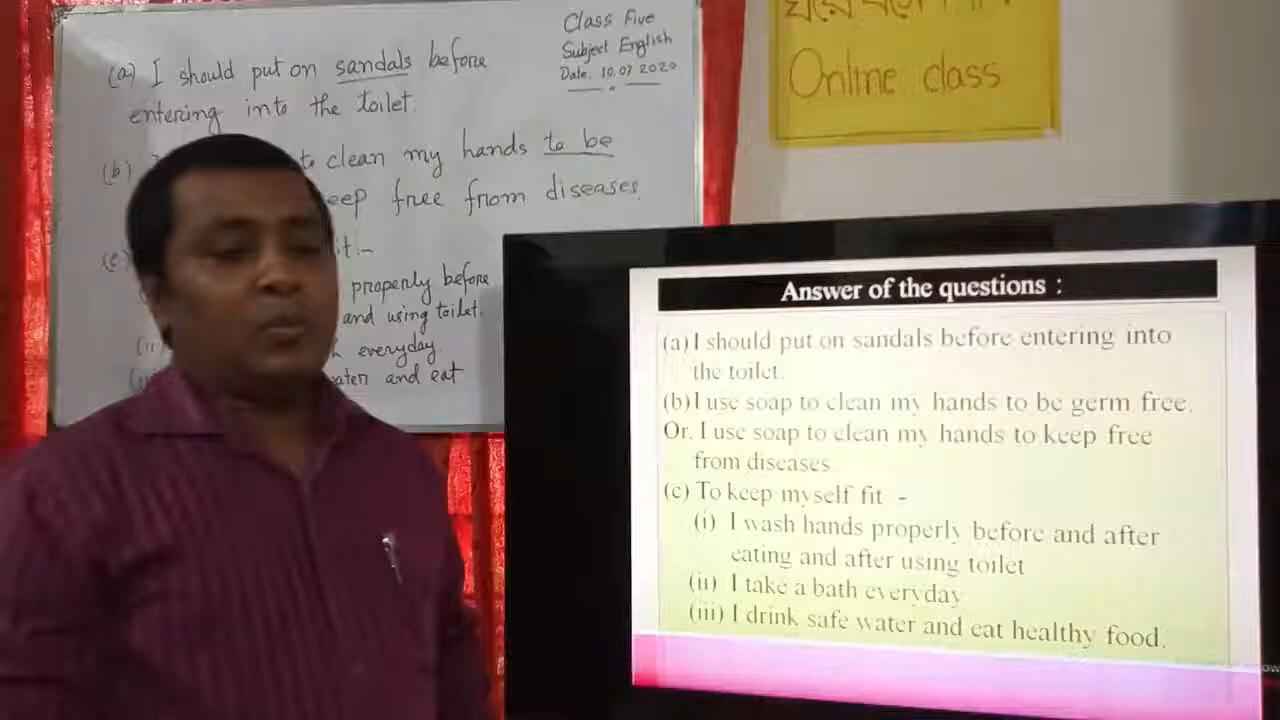 (a) I should put on sandals before
entering into the toilet.
(b) to clean my hands to be
keep free from diseases.
it :-
properly before
and using toilet.
everyday
water and eat
Class Five
Subject English
Date. 10.07.2020
Online class
Answer of the questions :
(a) I should put on sandals before entering into
the toilet.
(b) I use soap to clean my hands to be germ free.
Or, I use soap to clean my hands to keep free
from diseases
(c) To keep myself fit -
(i) I wash hands properly before and after
eating and after using toilet
(ii) I take a bath everyday
(iii) I drink safe water and eat healthy food.